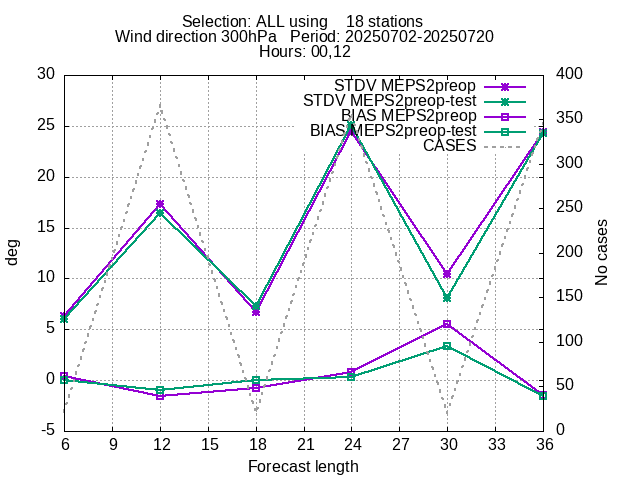 Selection: ALL using    18 stations
Wind direction 300hPa   Period: 20250702-20250720
Hours: 00,12
30
25
20
15
10
5
0
-5
deg
STDV MEPS2preop
STDV MEPS2preop-test
BIAS MEPS2preop
BIAS MEPS2preop-test
CASES
400
350
300
250
200
150
100
50
0
No cases
6 9 12 15 18 21 24 27 30 33 36
Forecast length